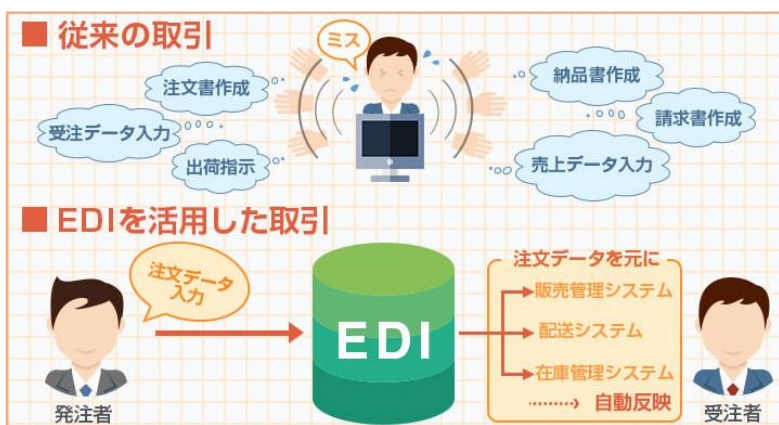 ■ 従来の取引
ミス
注文書作成
受注データ入力
出荷指示
納品書作成
請求書作成
売上データ入力
■ EDIを活用した取引
注文データ
入力
発注者
EDI
注文データを元に
販売管理システム
配送システム
在庫管理システム
自動反映
受注者